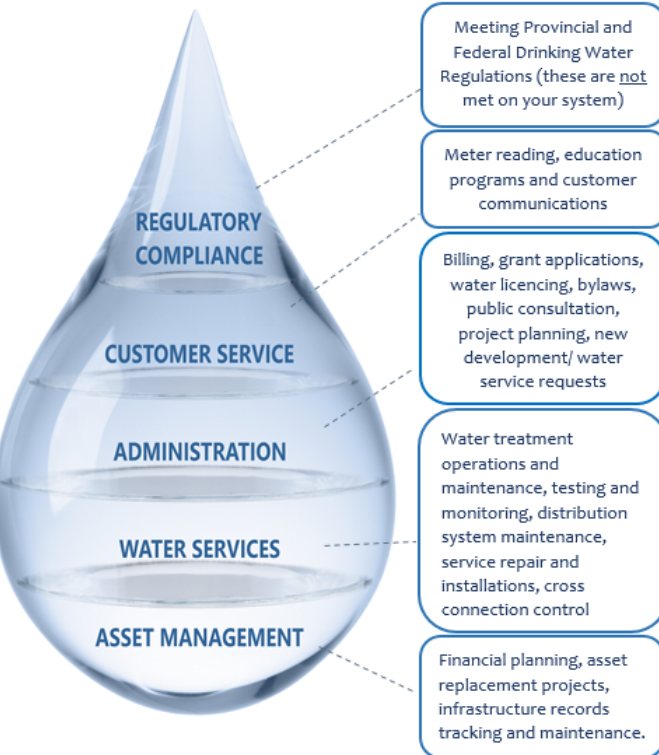 REGULATORY
COMPLIANCE
CUSTOMER SERVICE
ADMINISTRATION
WATER SERVICES
ASSET MANAGEMENT
Meeting Provincial and
Federal Drinking Water
Regulations (these are not
met on your system)
Meter reading, education
programs and customer
communications
Billing, grant applications,
water licencing, bylaws,
public consultation,
project planning, new
development/ water
service requests
Water treatment
operations and
maintenance, testing and
monitoring, distribution
system maintenance,
service repair and
installations, cross
connection control
Financial planning, asset
replacement projects,
infrastructure records
tracking and maintenance.